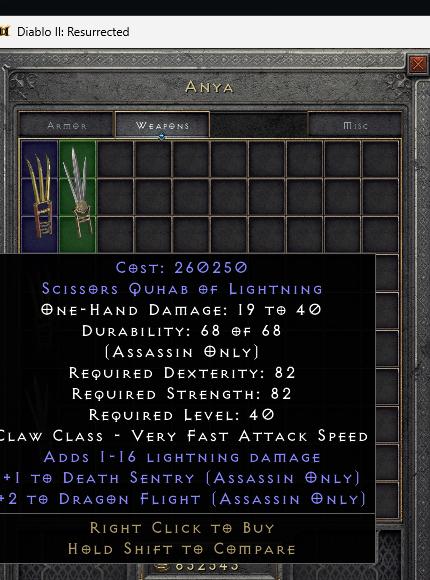 Diablo II: Resurrected
Anya
Armor Weapons Misc
Cost: 260250
Scissors Quhab of Lightning
One-Hand Damage: 19 to 40
Durability: 68 of 68
(Assassin Only)
Required Dexterity: 82
Required Strength: 82
Required Level: 40
Claw Class - Very Fast Attack Speed
Adds 1-16 lightning damage
+1 to Death Sentry (Assassin Only)
+2 to Dragon Flight (Assassin Only)
Right Click to Buy
Hold Shift to Compare